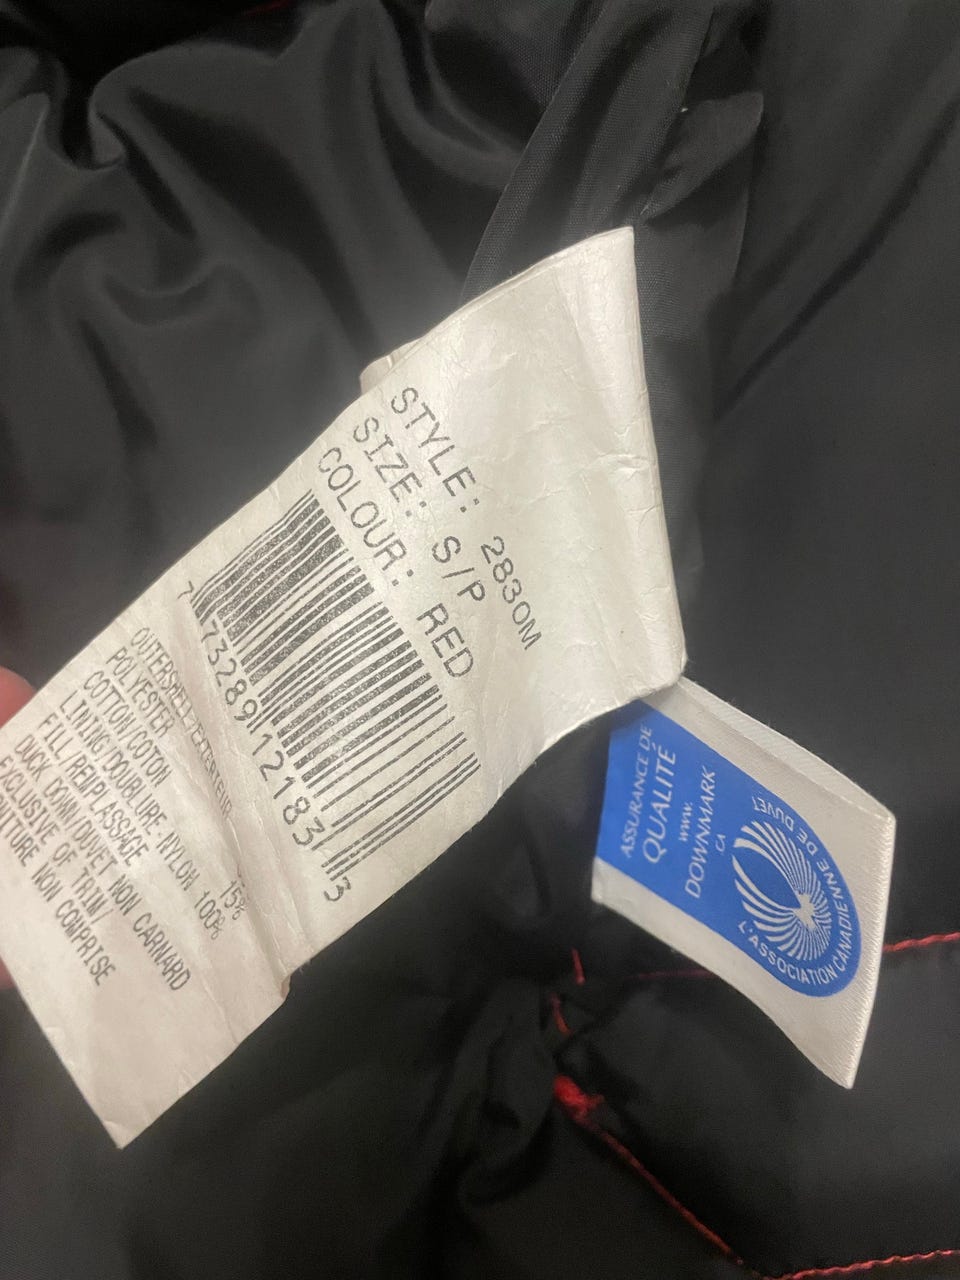 STYLE: 2830M
SIZE: S/P
COLOUR: RED
7 73289 12183 3
OUTERSHELL/EXTERIEUR
POLYESTER
COTTON/COTON 15%
LINING/DOUBLURE-NYLON 100%
FILL / REMPLASSAGE
DUCK DOWN /DUVET NON CARNARD
EXCLUSIVE OF TRIM/
NON COMPRISE
ASSURANCE DE
QUALITÉ
www.
DOWNMARK
.CA
L'ASSOCIATION CANADIENNE DE DUVET